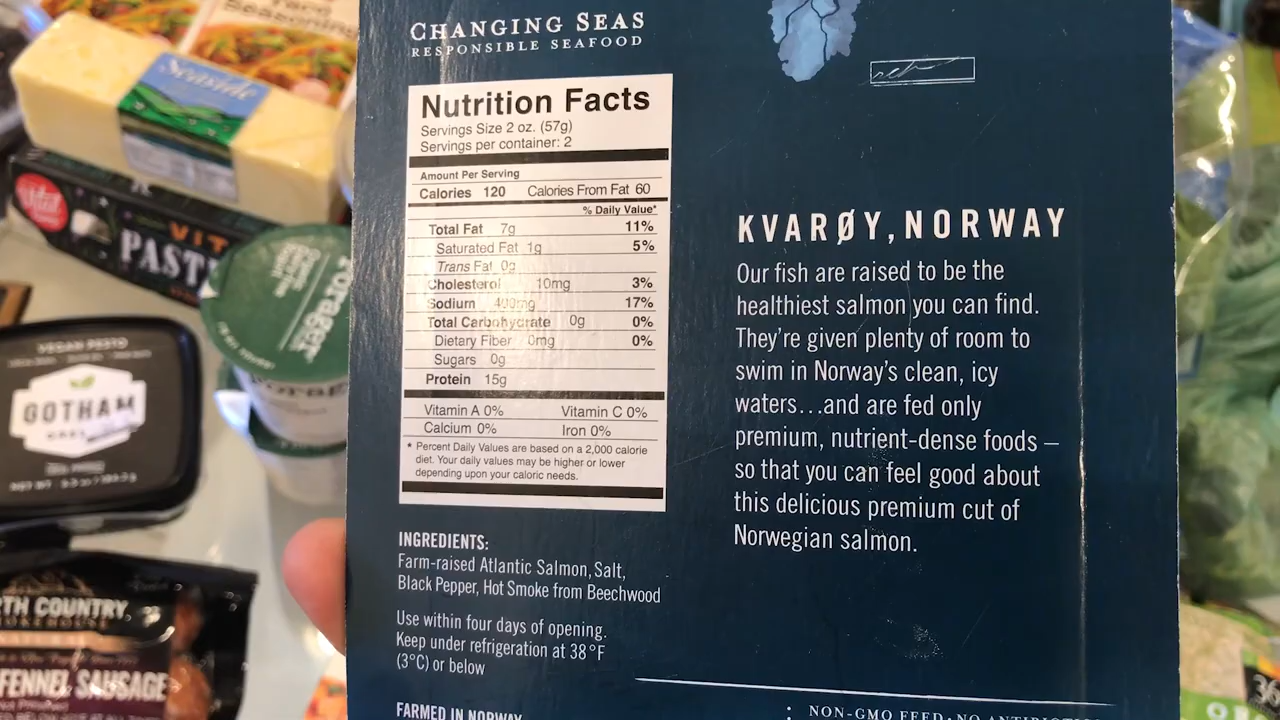 CHANGING SEAS
RESPONSIBLE SEAFOOD
Nutrition Facts
Servings Size 2 oz. (57g)
Servings per container: 2
Amount Per Serving
Calories 120 Calories From Fat 60
% Daily Value*
Total Fat 7g 11%
Saturated Fat 1g 5%
Trans Fat 0g
Cholesterol 10mg 3%
Sodium 400mg 17%
Total Carbohydrate 0g 0%
Dietary Fiber 0mg 0%
Sugars 0g
Protein 15g
Vitamin A 0% Vitamin C 0%
Calcium 0% Iron 0%
* Percent Daily Values are based on a 2,000 calorie
diet. Your daily values may be higher or lower
depending upon your caloric needs.
INGREDIENTS:
Farm-raised Atlantic Salmon, Salt,
Black Pepper, Hot Smoke from Beechwood
Use within four days of opening.
Keep under refrigeration at 38°F
(3°C) or below
FARMED IN NORWAY
KVARØY, NORWAY
Our fish are raised to be the
healthiest salmon you can find.
They're given plenty of room to
swim in Norway's clean, icy
waters...and are fed only
premium, nutrient-dense foods –
so that you can feel good about
this delicious premium cut of
Norwegian salmon.
NON-GMO FEED • NO ANTIBIOTI
Seaside
VIT
PAST
Forager
VEGAN PESTO
GOTHAM
TH COUNTRY
FENNEL SAUSAGE